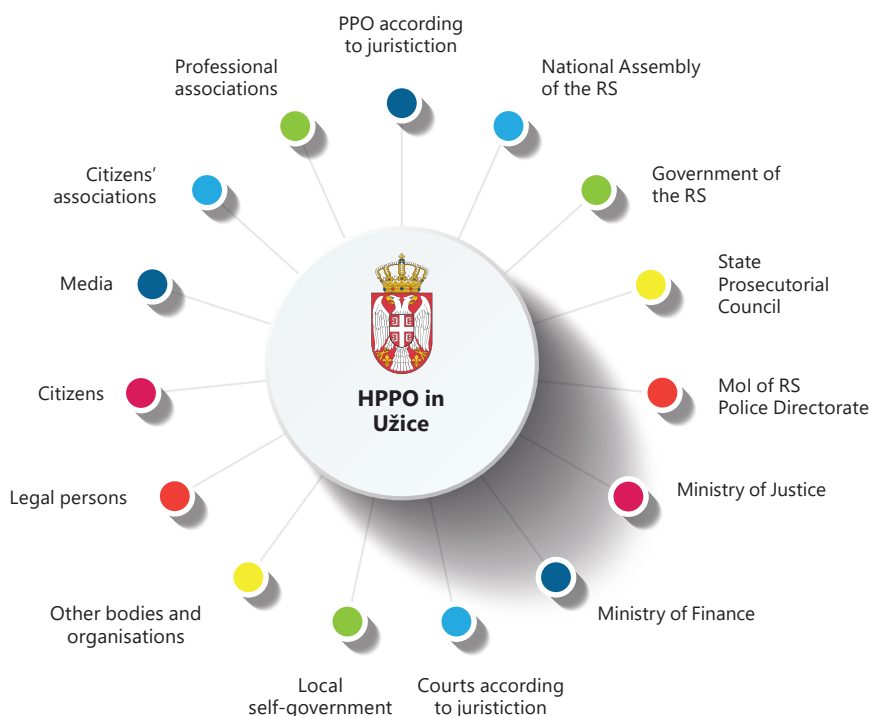 PPO according
to juristiction
National Assembly
of the RS
Government of
the RS
State
Prosecutorial
Council
MoI of RS
Police Directorate
Ministry of Justice
Ministry of Finance
Courts according
to juristiction
Local
self-government
Other bodies and
organisations
Legal persons
Citizens
Media
Citizens’
associations
Professional
associations
HPPO in
Užice